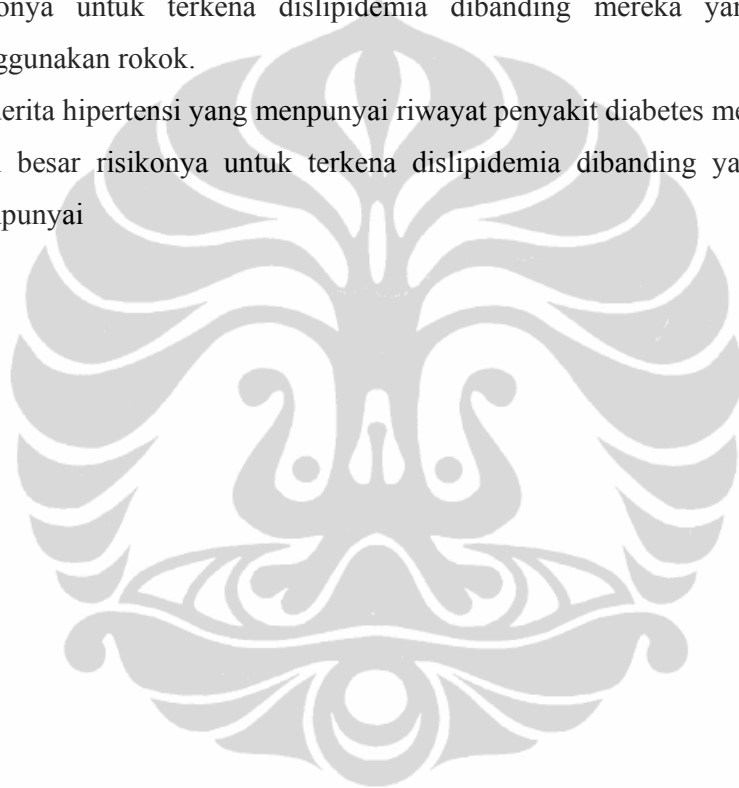 onya untuk terkena dislipidemia dibanding mereka yan
ggunakan rokok.
erita hipertensi yang menpunyai riwayat penyakit diabetes me
besar risikonya untuk terkena dislipidemia dibanding ya
punyai